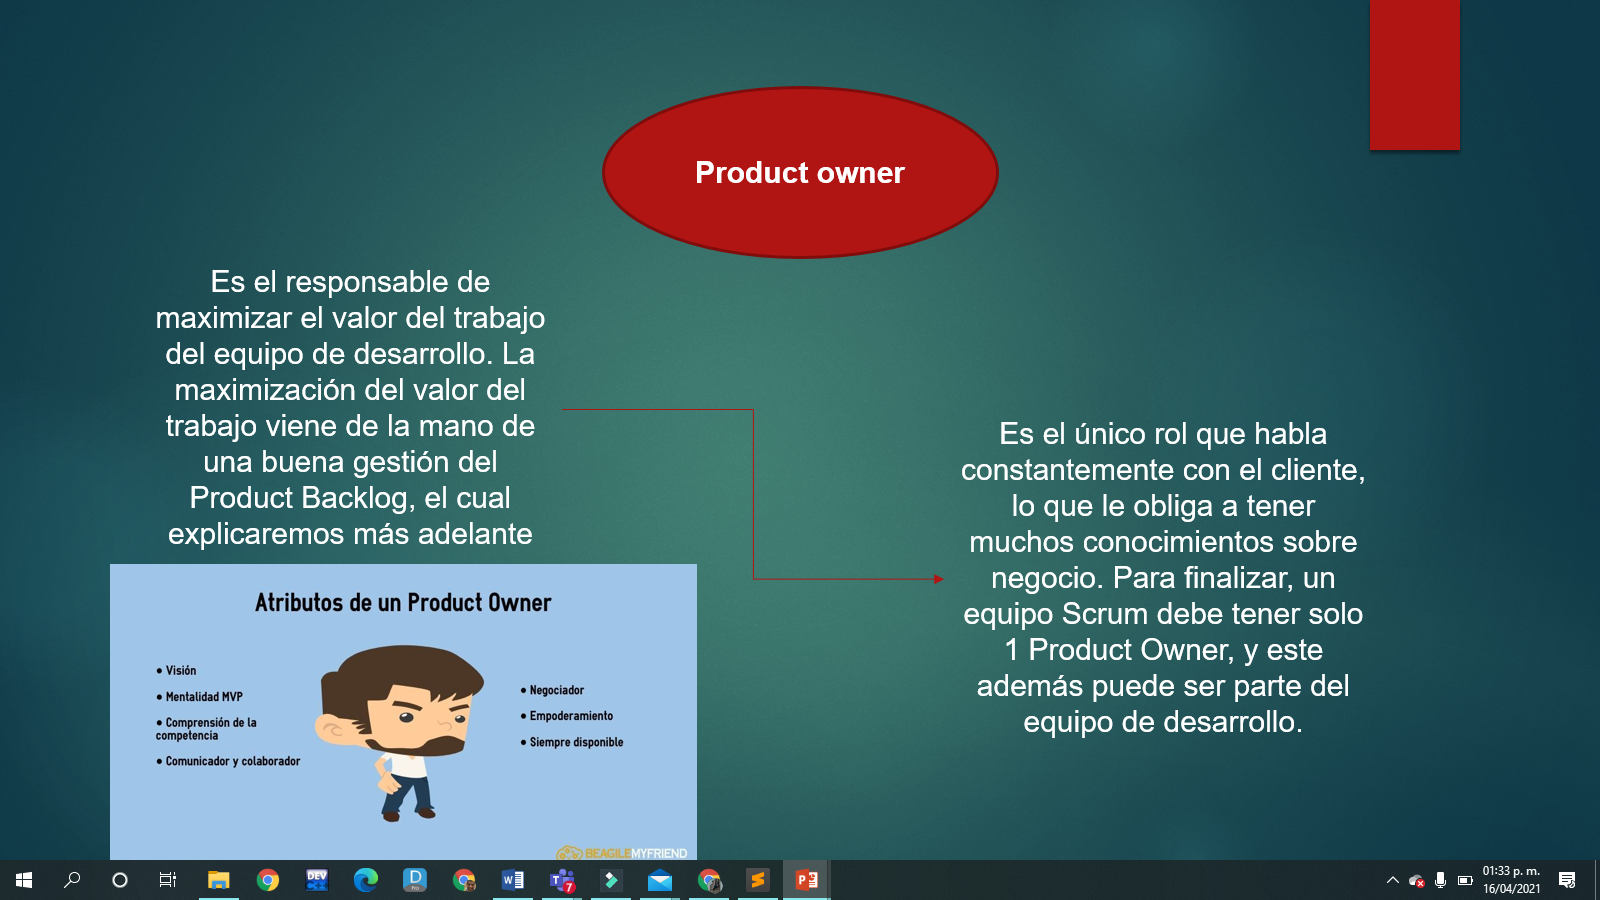 Product owner
Es el responsable de
maximizar el valor del trabajo
del equipo de desarrollo. La
maximización del valor del
trabajo viene de la mano de
una buena gestión del
Product Backlog, el cual
explicaremos más adelante
Es el único rol que habla
constantemente con el cliente,
lo que le obliga a tener
muchos conocimientos sobre
negocio. Para finalizar, un
equipo Scrum debe tener solo
1 Product Owner, y este
además puede ser parte del
equipo de desarrollo.
Atributos de un Product Owner
● Visión
● Mentalidad MVP
● Comprensión de la
competencia
● Comunicador y colaborador
● Negociador
● Empoderamiento
● Siempre disponible
BEAGILEMYFRIEND
DEV
D
Pro
W
T
7
S
P
01:33 p. m.
16/04/2021